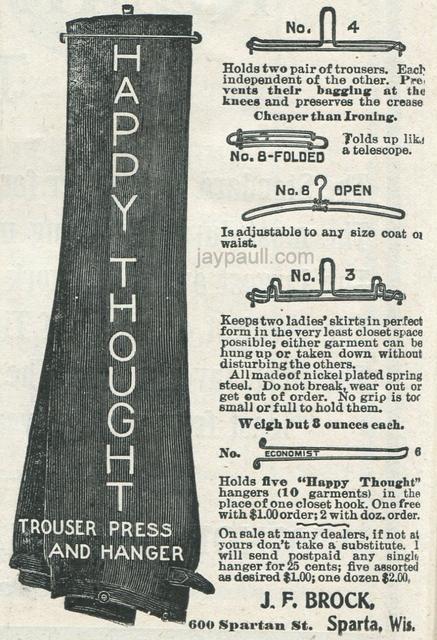 HAPPY THOUGHT
TROUSER PRESS
AND HANGER
No. 4
Holds two pair of trousers. Each
independent of the other. Pre-
vents their bagging at the
knees and preserves the crease
Cheaper than Ironing.
No. 8-FOLDED
Folds up like
a telescope.
No. 8 OPEN
Is adjustable to any size coat or
waist.
jaypaull.com
No. 3
Keeps two ladies' skirts in perfect
form in the very least closet space
possible; either garment can be
hung up or taken down without
disturbing the others.
All made of nickel plated spring
steel. Do not break, wear out or
get out of order. No grip is too
small or full to hold them.
Weigh but 8 ounces each.
No. ECONOMIST 6
Holds five "Happy Thought"
hangers (10 garments) in the
place of one closet hook. One free
with $1.00 order; 2 with doz. order.
On sale at many dealers, if not at
yours don't take a substitute. I
will send postpaid any single
hanger for 25 cents; five assorted
as desired $1.00; one dozen $2.00.
J. F. BROCK,
600 Spartan St. Sparta, Wis.